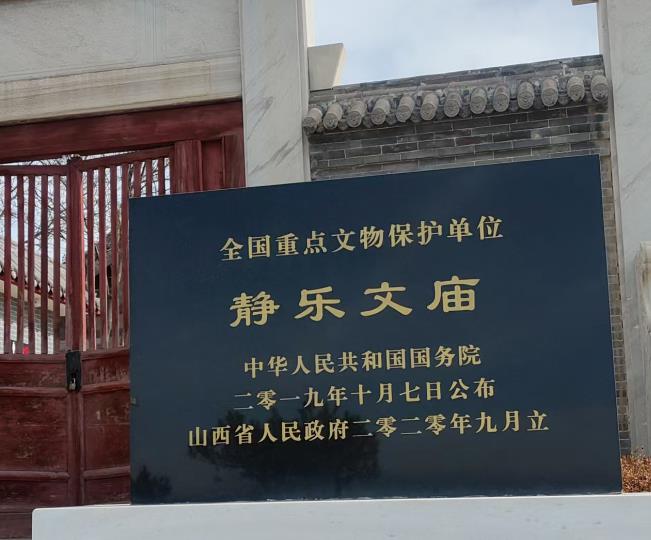 全国重点文物保护单位
静乐文庙
中华人民共和国国务院
二零一九年十月七日公布
山西省人民政府二零二零年九月立